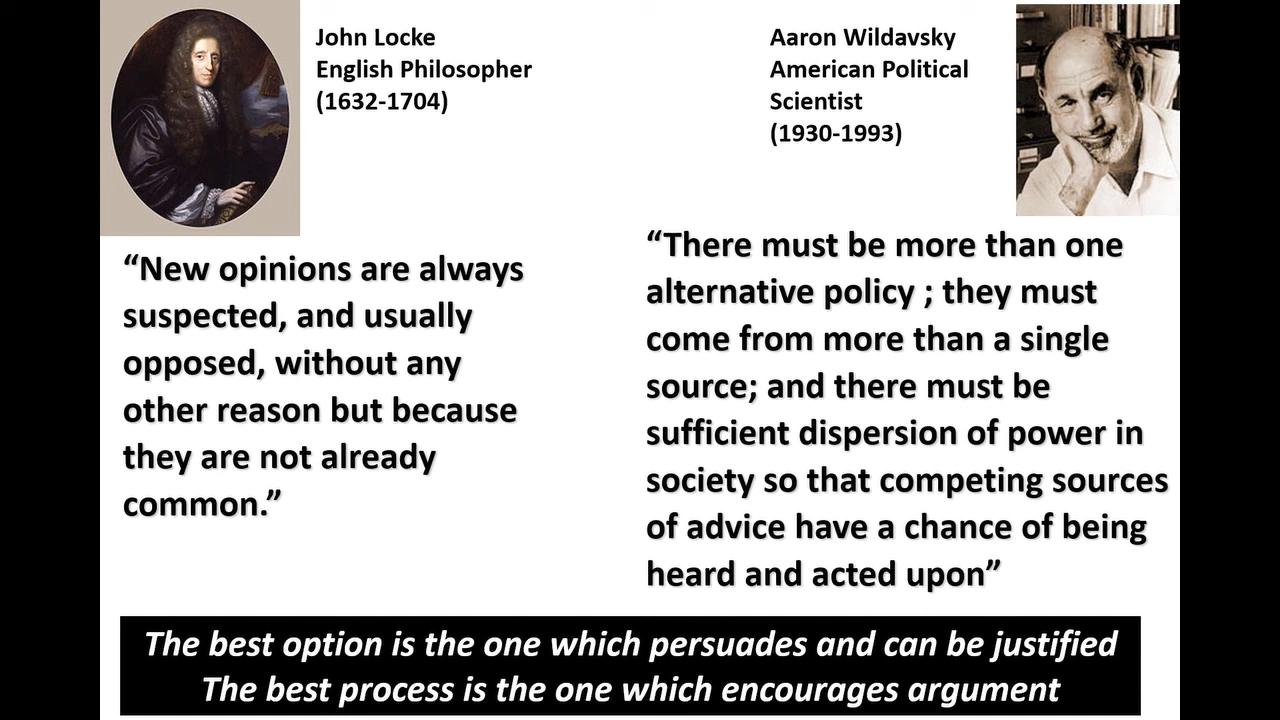 John Locke
English Philosopher
(1632-1704)
Aaron Wildavsky
American Political
Scientist
(1930-1993)
“New opinions are always
suspected, and usually
opposed, without any
other reason but because
they are not already
common.”
“There must be more than one
alternative policy ; they must
come from more than a single
source; and there must be
sufficient dispersion of power in
society so that competing sources
of advice have a chance of being
heard and acted upon”
The best option is the one which persuades and can be justified
The best process is the one which encourages argument